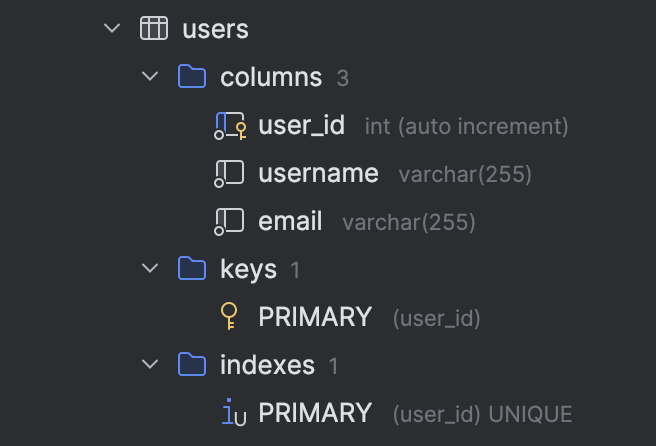 users
columns 3
user_id int (auto increment)
username varchar(255)
email varchar(255)
keys 1
PRIMARY (user_id)
indexes 1
iU PRIMARY (user_id) UNIQUE